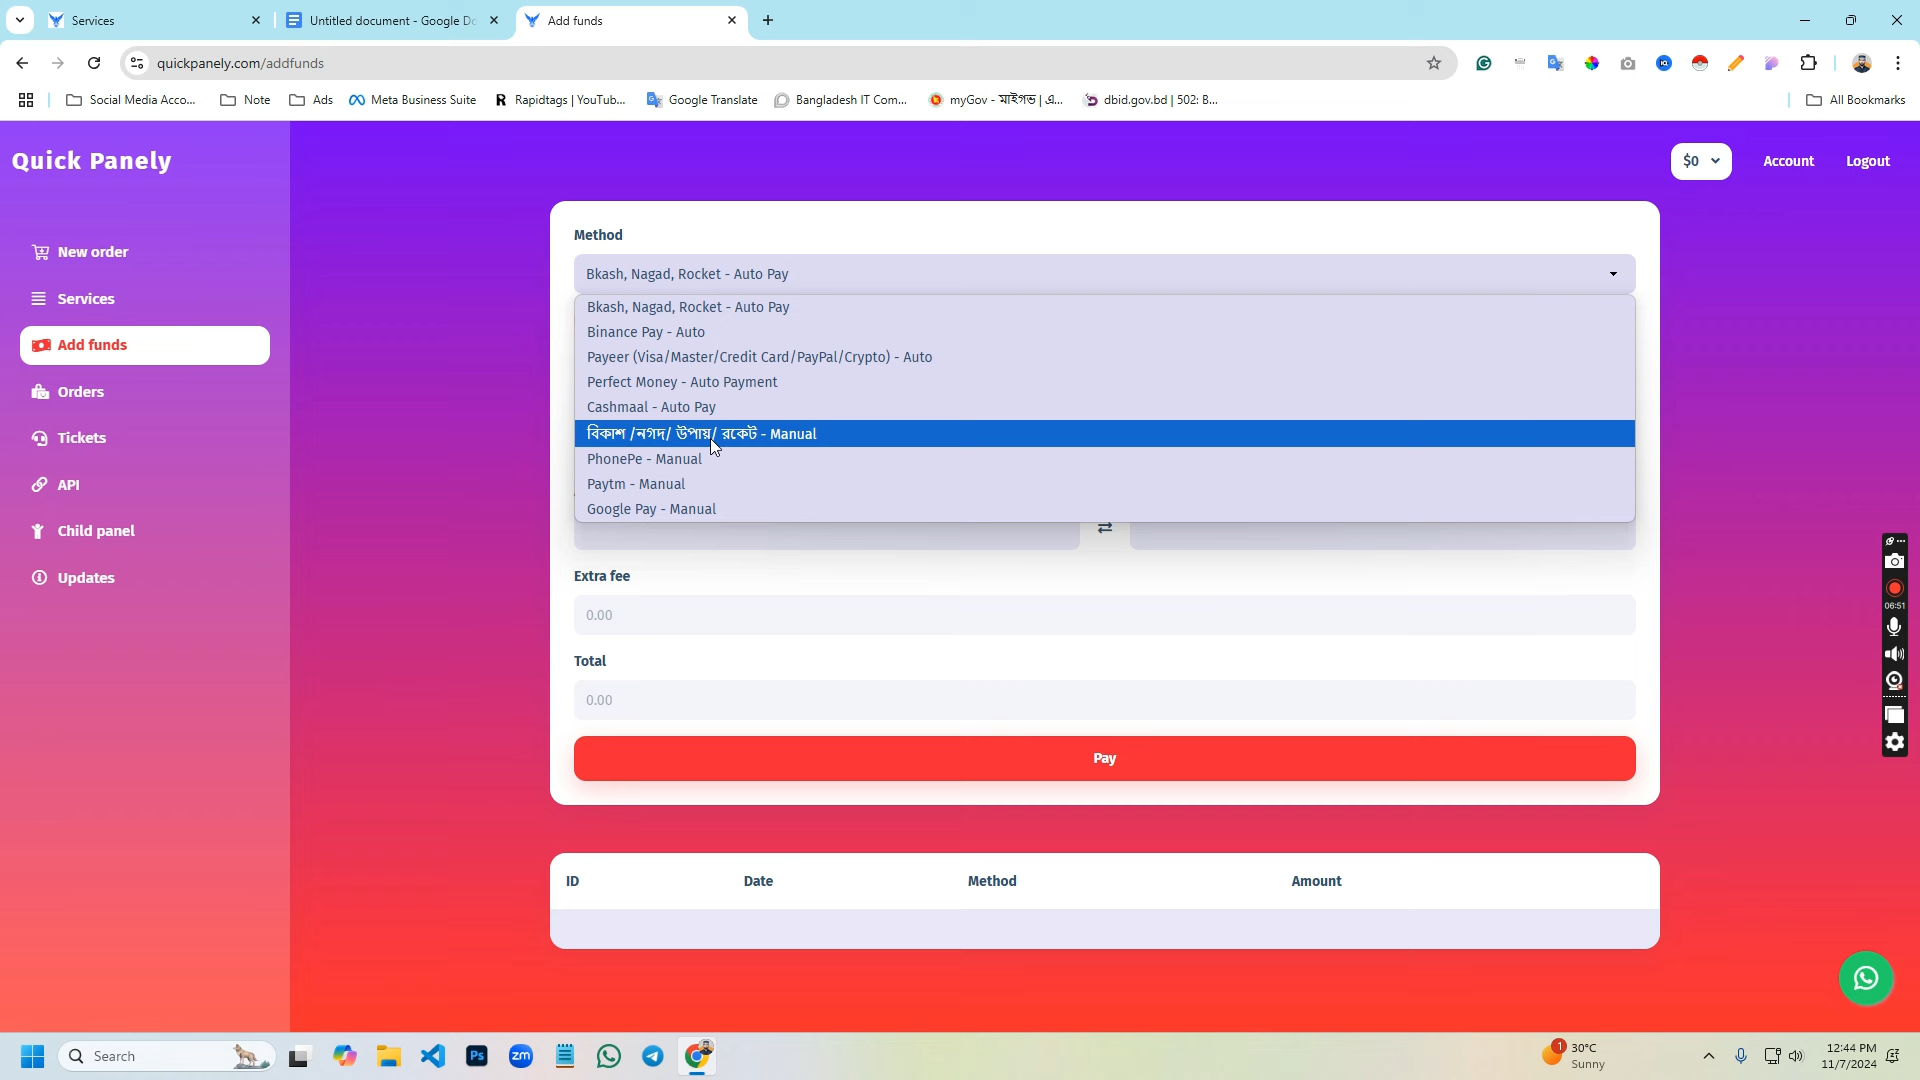 Services
Untitled document - Google Do
Add funds
quickpanely.com/addfunds
Social Media Acco...
Note
Ads
Meta Business Suite
Rapidtags | YouTub...
Google Translate
Bangladesh IT Com...
myGov - মাইগভ | এ...
dbid.gov.bd | 502: B...
All Bookmarks
Quick Panely
$0
Account
Logout
New order
Services
Add funds
Orders
Tickets
API
Child panel
Updates
Method
Bkash, Nagad, Rocket - Auto Pay
Bkash, Nagad, Rocket - Auto Pay
Binance Pay - Auto
Payeer (Visa/Master/Credit Card/PayPal/Crypto) - Auto
Perfect Money - Auto Payment
Cashmaal - Auto Pay
বিকাশ /নগদ/ উপায়/ রকেট - Manual
PhonePe - Manual
Paytm - Manual
Google Pay - Manual
Extra fee
0.00
Total
0.00
Pay
ID
Date
Method
Amount
06:51
Search
Ps
zm
1
30°C
Sunny
12:44 PM
11/7/2024